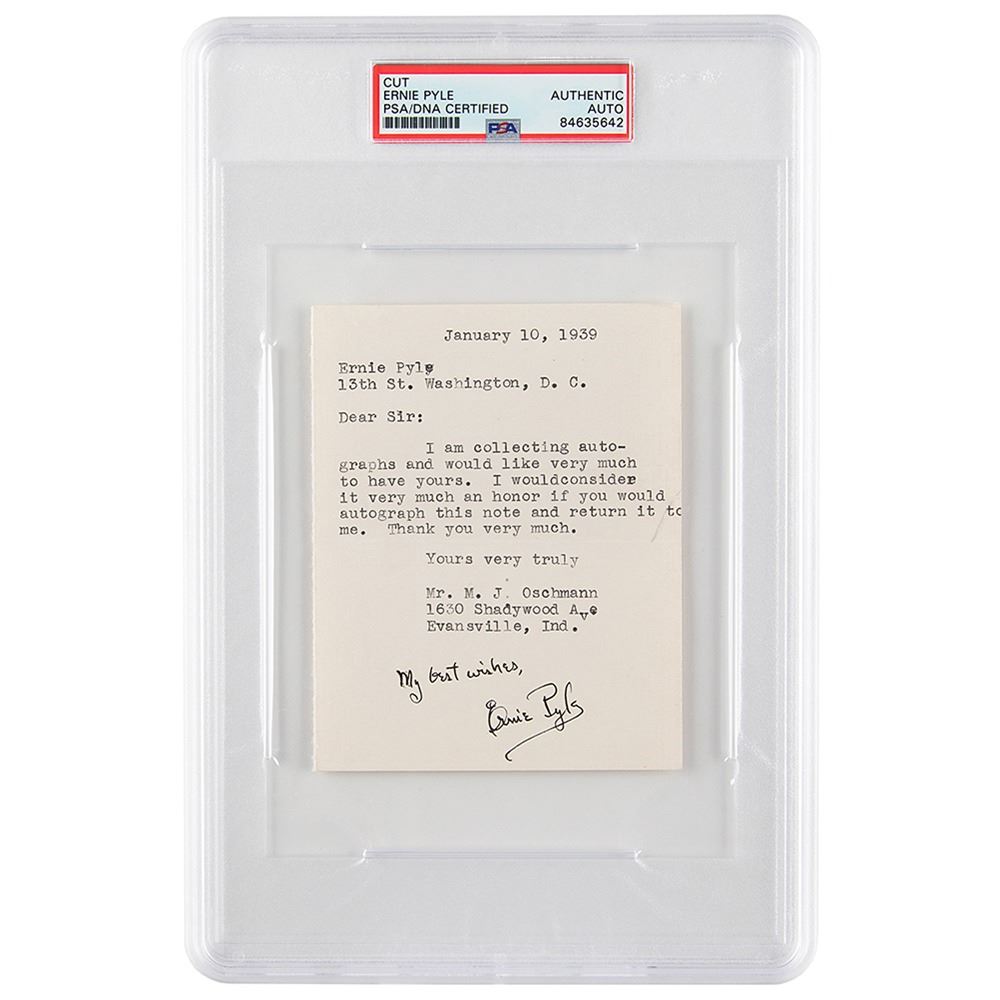 CUT
ERNIE PYLE
PSA/DNA CERTIFIED
AUTHENTIC
AUTO
84635642
PSA
January 10, 1939
Ernie Pyle
13th St. Washington, D. C.
Dear Sir:
I am collecting auto-
graphs and would like very much
to have yours. I wouldconsider
it very much an honor if you would
autograph this note and return it to
me. Thank you very much.
Yours very truly
Mr. M. J. Oschmann
1630 Shadywood Ave
Evansville, Ind.
My best wishes,
Ernie Pyle